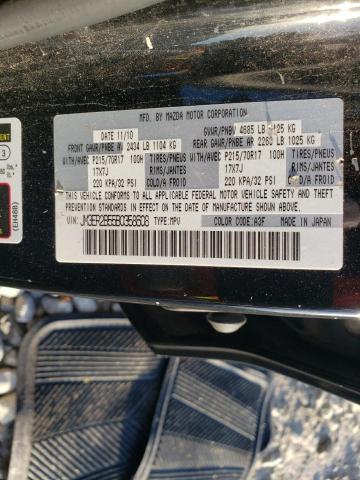 MFD. BY MAZDA MOTOR CORPORATION
DATE 11/10 GVWR/PNBV 4685 LB 2125 KG
FRONT GAWR/PNBE AV 2434 LB 1104 KG REAR GAWR/PNBE AR 2260 LB 1025 KG
WITH/AVEC P215/70R17 100H TIRES/PNEUS WITH/AVEC P215/70R17 100H TIRES/PNEUS
17X7J RIMS/JANTES 17X7J RIMS/JANTES
220 KPA/32 PSI COLD/A FROID 220 KPA/32 PSI COLD/A FROID
THIS VEHICLE CONFORMS TO ALL APPLICABLE FEDERAL MOTOR VEHICLE SAFETY
PREVENTION STANDARDS IN EFFECT ON THE DATE OF MANUFACTURE SHOWN ABOVE.
VIN: TYPE:MPV COLOR CODE:A3F MADE IN JAPAN
(EH48B)
3